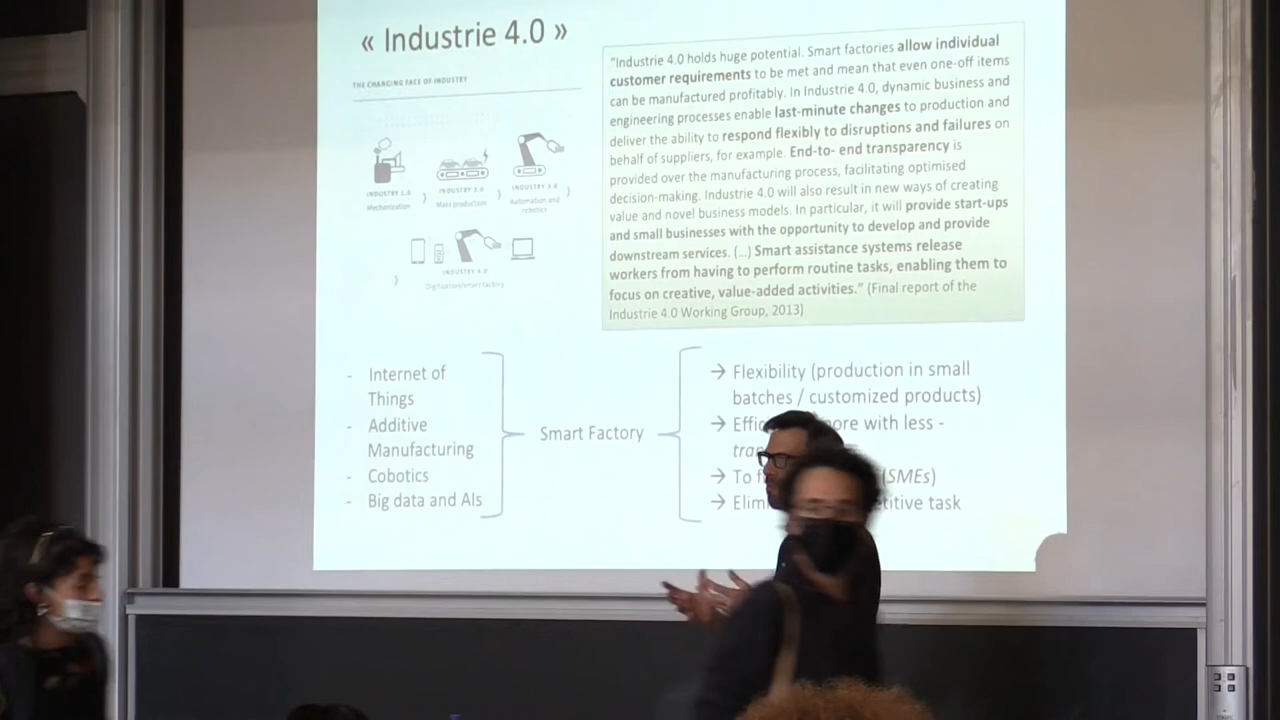 « Industrie 4.0 »
THE CHANGING FACE OF INDUSTRY
INDUSTRY 1.0
Mechanization
INDUSTRY 2.0
Mass production
INDUSTRY 3.0
Automation and
robotics
INDUSTRY 4.0
Digitization/smart factory
"Industrie 4.0 holds huge potential. Smart factories allow individual
customer requirements to be met and mean that even one-off items
can be manufactured profitably. In Industrie 4.0, dynamic business and
engineering processes enable last-minute changes to production and
deliver the ability to respond flexibly to disruptions and failures on
behalf of suppliers, for example. End-to- end transparency is
provided over the manufacturing process, facilitating optimised
decision-making. Industrie 4.0 will also result in new ways of creating
value and novel business models. In particular, it will provide start-ups
and small businesses with the opportunity to develop and provide
downstream services. (...) Smart assistance systems release
workers from having to perform routine tasks, enabling them to
focus on creative, value-added activities." (Final report of the
Industrie 4.0 Working Group, 2013)
- Internet of
Things
- Additive
Manufacturing
- Cobotics
- Big data and AIs
Smart Factory
→ Flexibility (production in small
batches / customized products)
→ more with less -
→ To (SMEs)
→ task